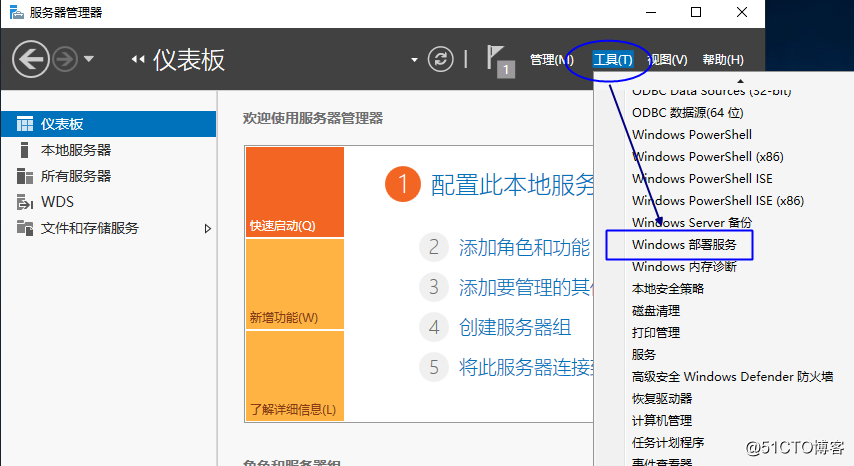 服务器管理器
仪表板
1
管理(M)
工具(T)
视图(V)
帮助(H)
仪表板
本地服务器
所有服务器
WDS
文件和存储服务
欢迎使用服务器管理器
快速启动(Q)
新增功能(W)
了解详细信息(L)
1 配置此本地服务
2 添加角色和功能
3 添加要管理的其他
4 创建服务器组
5 将此服务器连接到
角色和服务器组
ODBC Data Sources (32-bit)
ODBC 数据源(64 位)
Windows PowerShell
Windows PowerShell (x86)
Windows PowerShell ISE
Windows PowerShell ISE (x86)
Windows Server 备份
Windows 部署服务
Windows 内存诊断
本地安全策略
磁盘清理
打印管理
服务
高级安全 Windows Defender 防火墙
恢复驱动器
计算机管理
任务计划程序
事件查看器
@51CTO博客